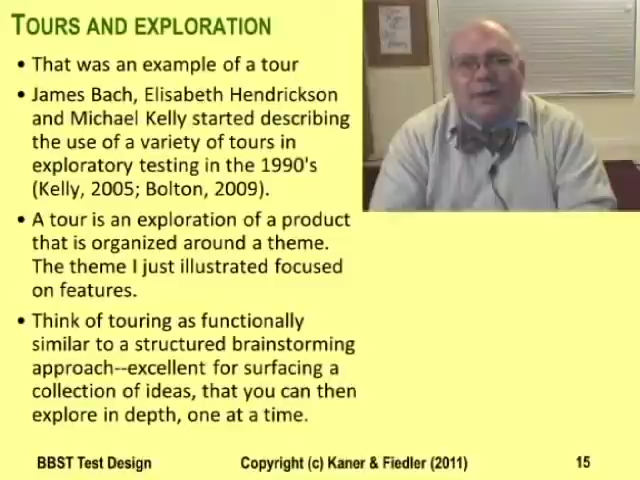 TOURS AND EXPLORATION
• That was an example of a tour
• James Bach, Elisabeth Hendrickson
and Michael Kelly started describing
the use of a variety of tours in
exploratory testing in the 1990's
(Kelly, 2005; Bolton, 2009).
• A tour is an exploration of a product
that is organized around a theme.
The theme I just illustrated focused
on features.
• Think of touring as functionally
similar to a structured brainstorming
approach--excellent for surfacing a
collection of ideas, that you can then
explore in depth, one at a time.
BBST Test Design Copyright (c) Kaner & Fiedler (2011) 15